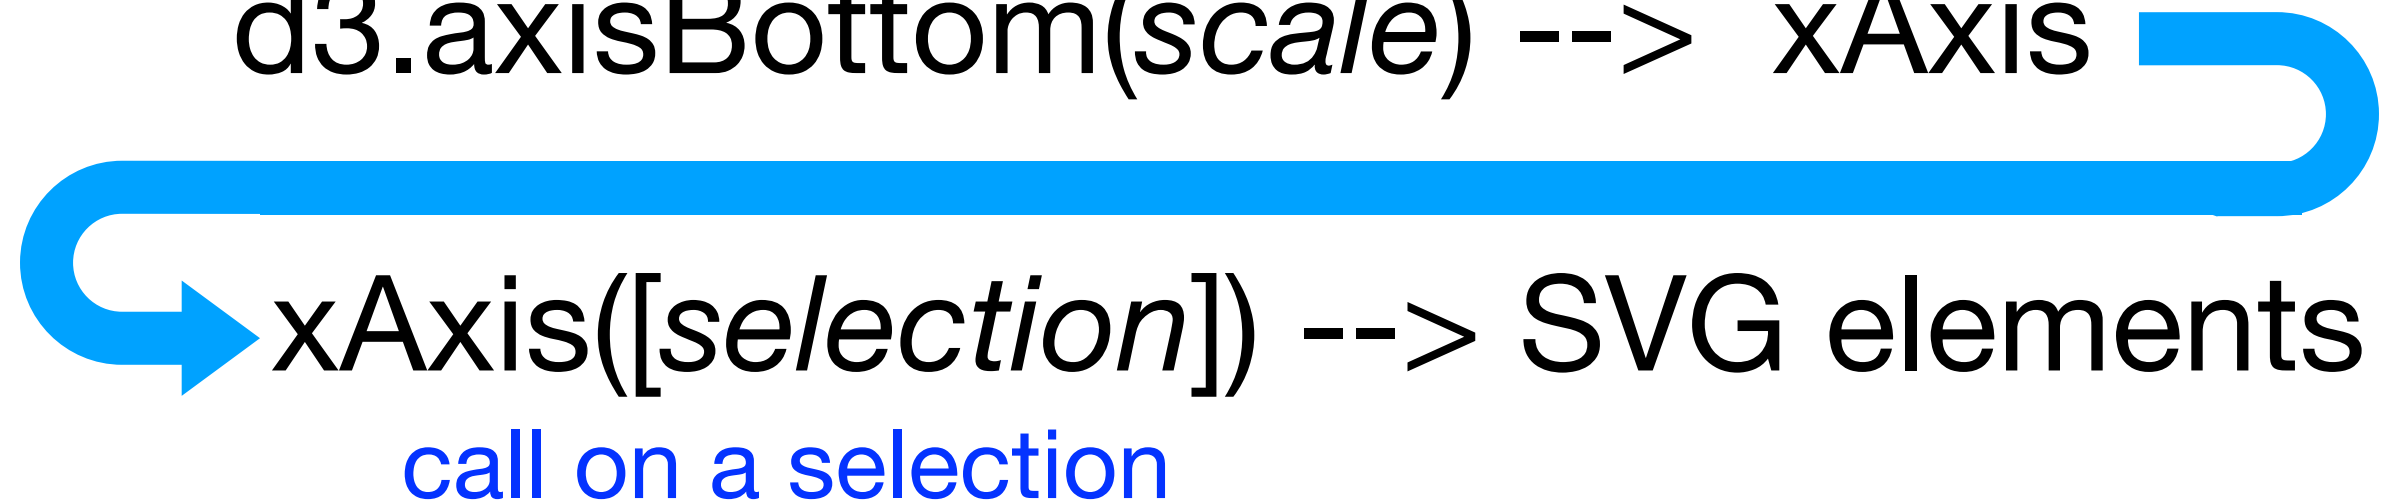 d3.axisBottom(scale) --> xAxis
xAxis([selection]) --> SVG elements
call on a selection